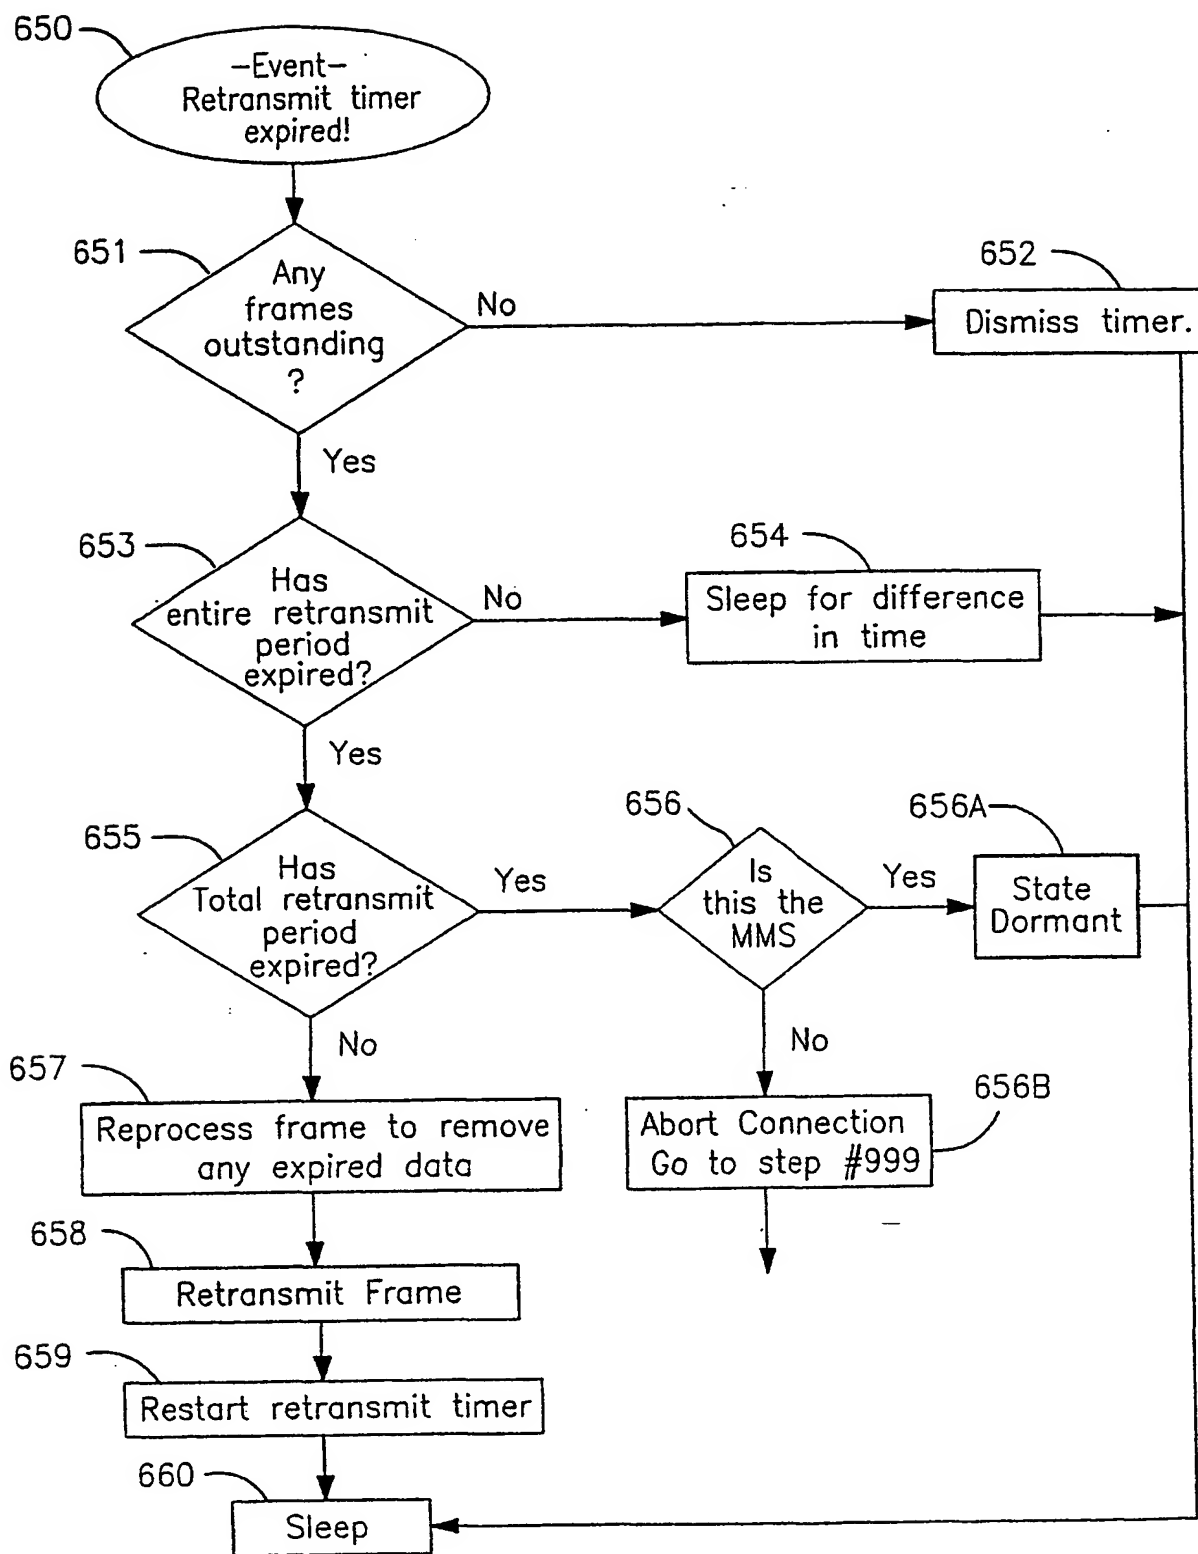 650
-Event-
Retransmit timer
expired!
651
Any
frames
outstanding
?
No
652
Dismiss timer.
Yes
653
Has
entire retransmit
period
expired?
No
654
Sleep for difference
in time
Yes
655
Has
Total retransmit
period
expired?
Yes
656
Is
this the
MMS
Yes
656A
State
Dormant
No
657
Reprocess frame to remove
any expired data
No
656B
Abort Connection
Go to step #999
658
Retransmit Frame
659
Restart retransmit timer
660
Sleep